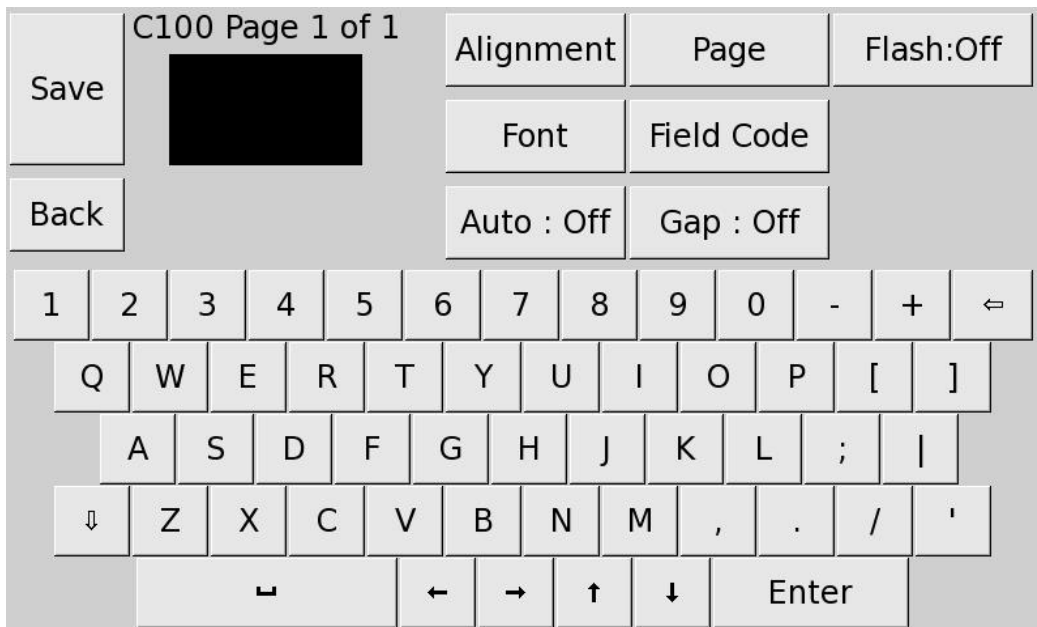 C100 Page 1 of 1
Save
Alignment Page Flash:Off
Font Field Code
Back
Auto : Off Gap : Off
1 2 3 4 5 6 7 8 9 0 - + ⇦
Q W E R T Y U I O P [ ]
A S D F G H J K L ; |
⇩ Z X C V B N M , . / '
␣ ← → ↑ ↓ Enter